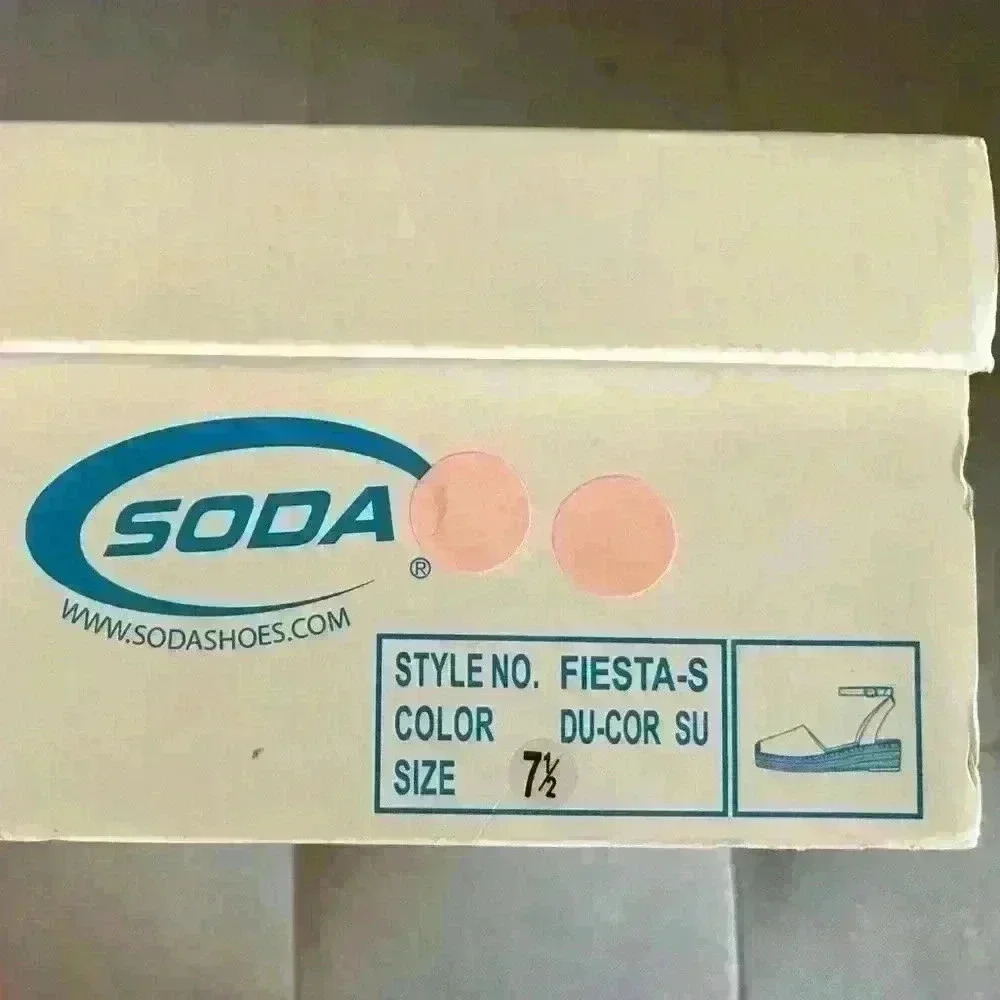 SODA
®
WWW.SODASHOES.COM
STYLE NO. FIESTA-S
COLOR DU-COR SU
SIZE 7½